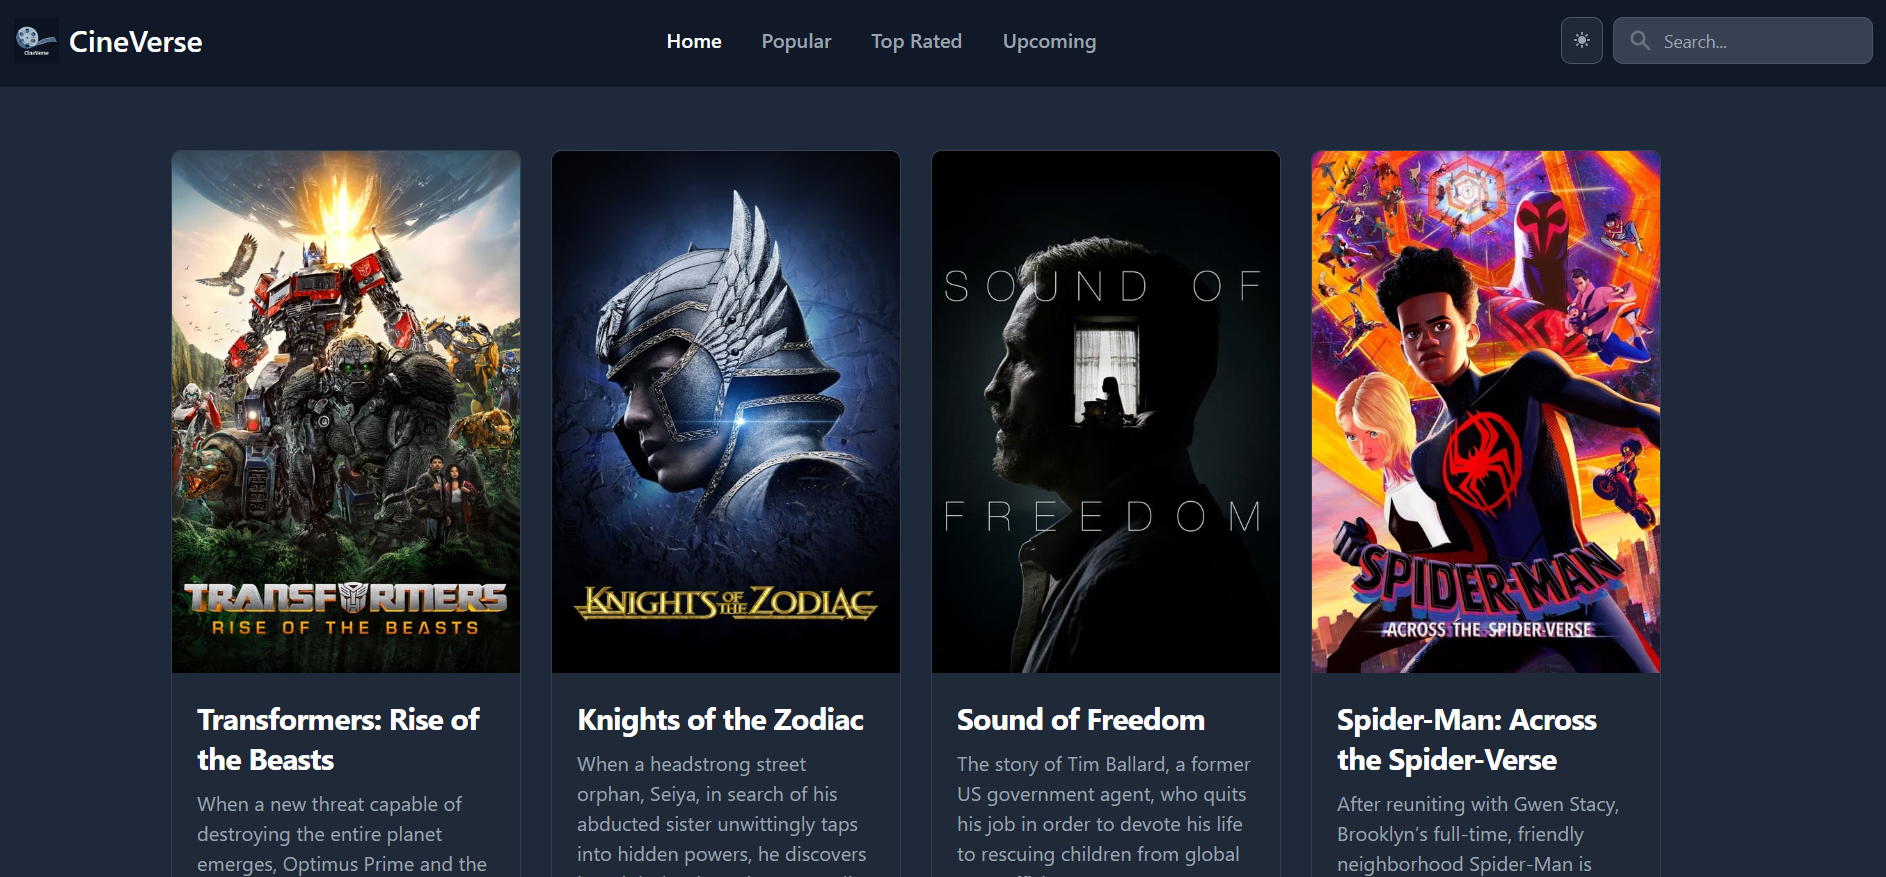 CineVerse
CineVerse
Home
Popular
Top Rated
Upcoming
Search...
TRANSFORMERS
RISE OF THE BEASTS
KNIGHTS OF THE ZODIAC
SOUND OF
FREEDOM
SPIDER-MAN
ACROSS THE SPIDER-VERSE
Transformers: Rise of
the Beasts
When a new threat capable of
destroying the entire planet
emerges, Optimus Prime and the
Knights of the Zodiac
When a headstrong street
orphan, Seiya, in search of his
abducted sister unwittingly taps
into hidden powers, he discovers
Sound of Freedom
The story of Tim Ballard, a former
US government agent, who quits
his job in order to devote his life
to rescuing children from global
Spider-Man: Across
the Spider-Verse
After reuniting with Gwen Stacy,
Brooklyn’s full-time, friendly
neighborhood Spider-Man is